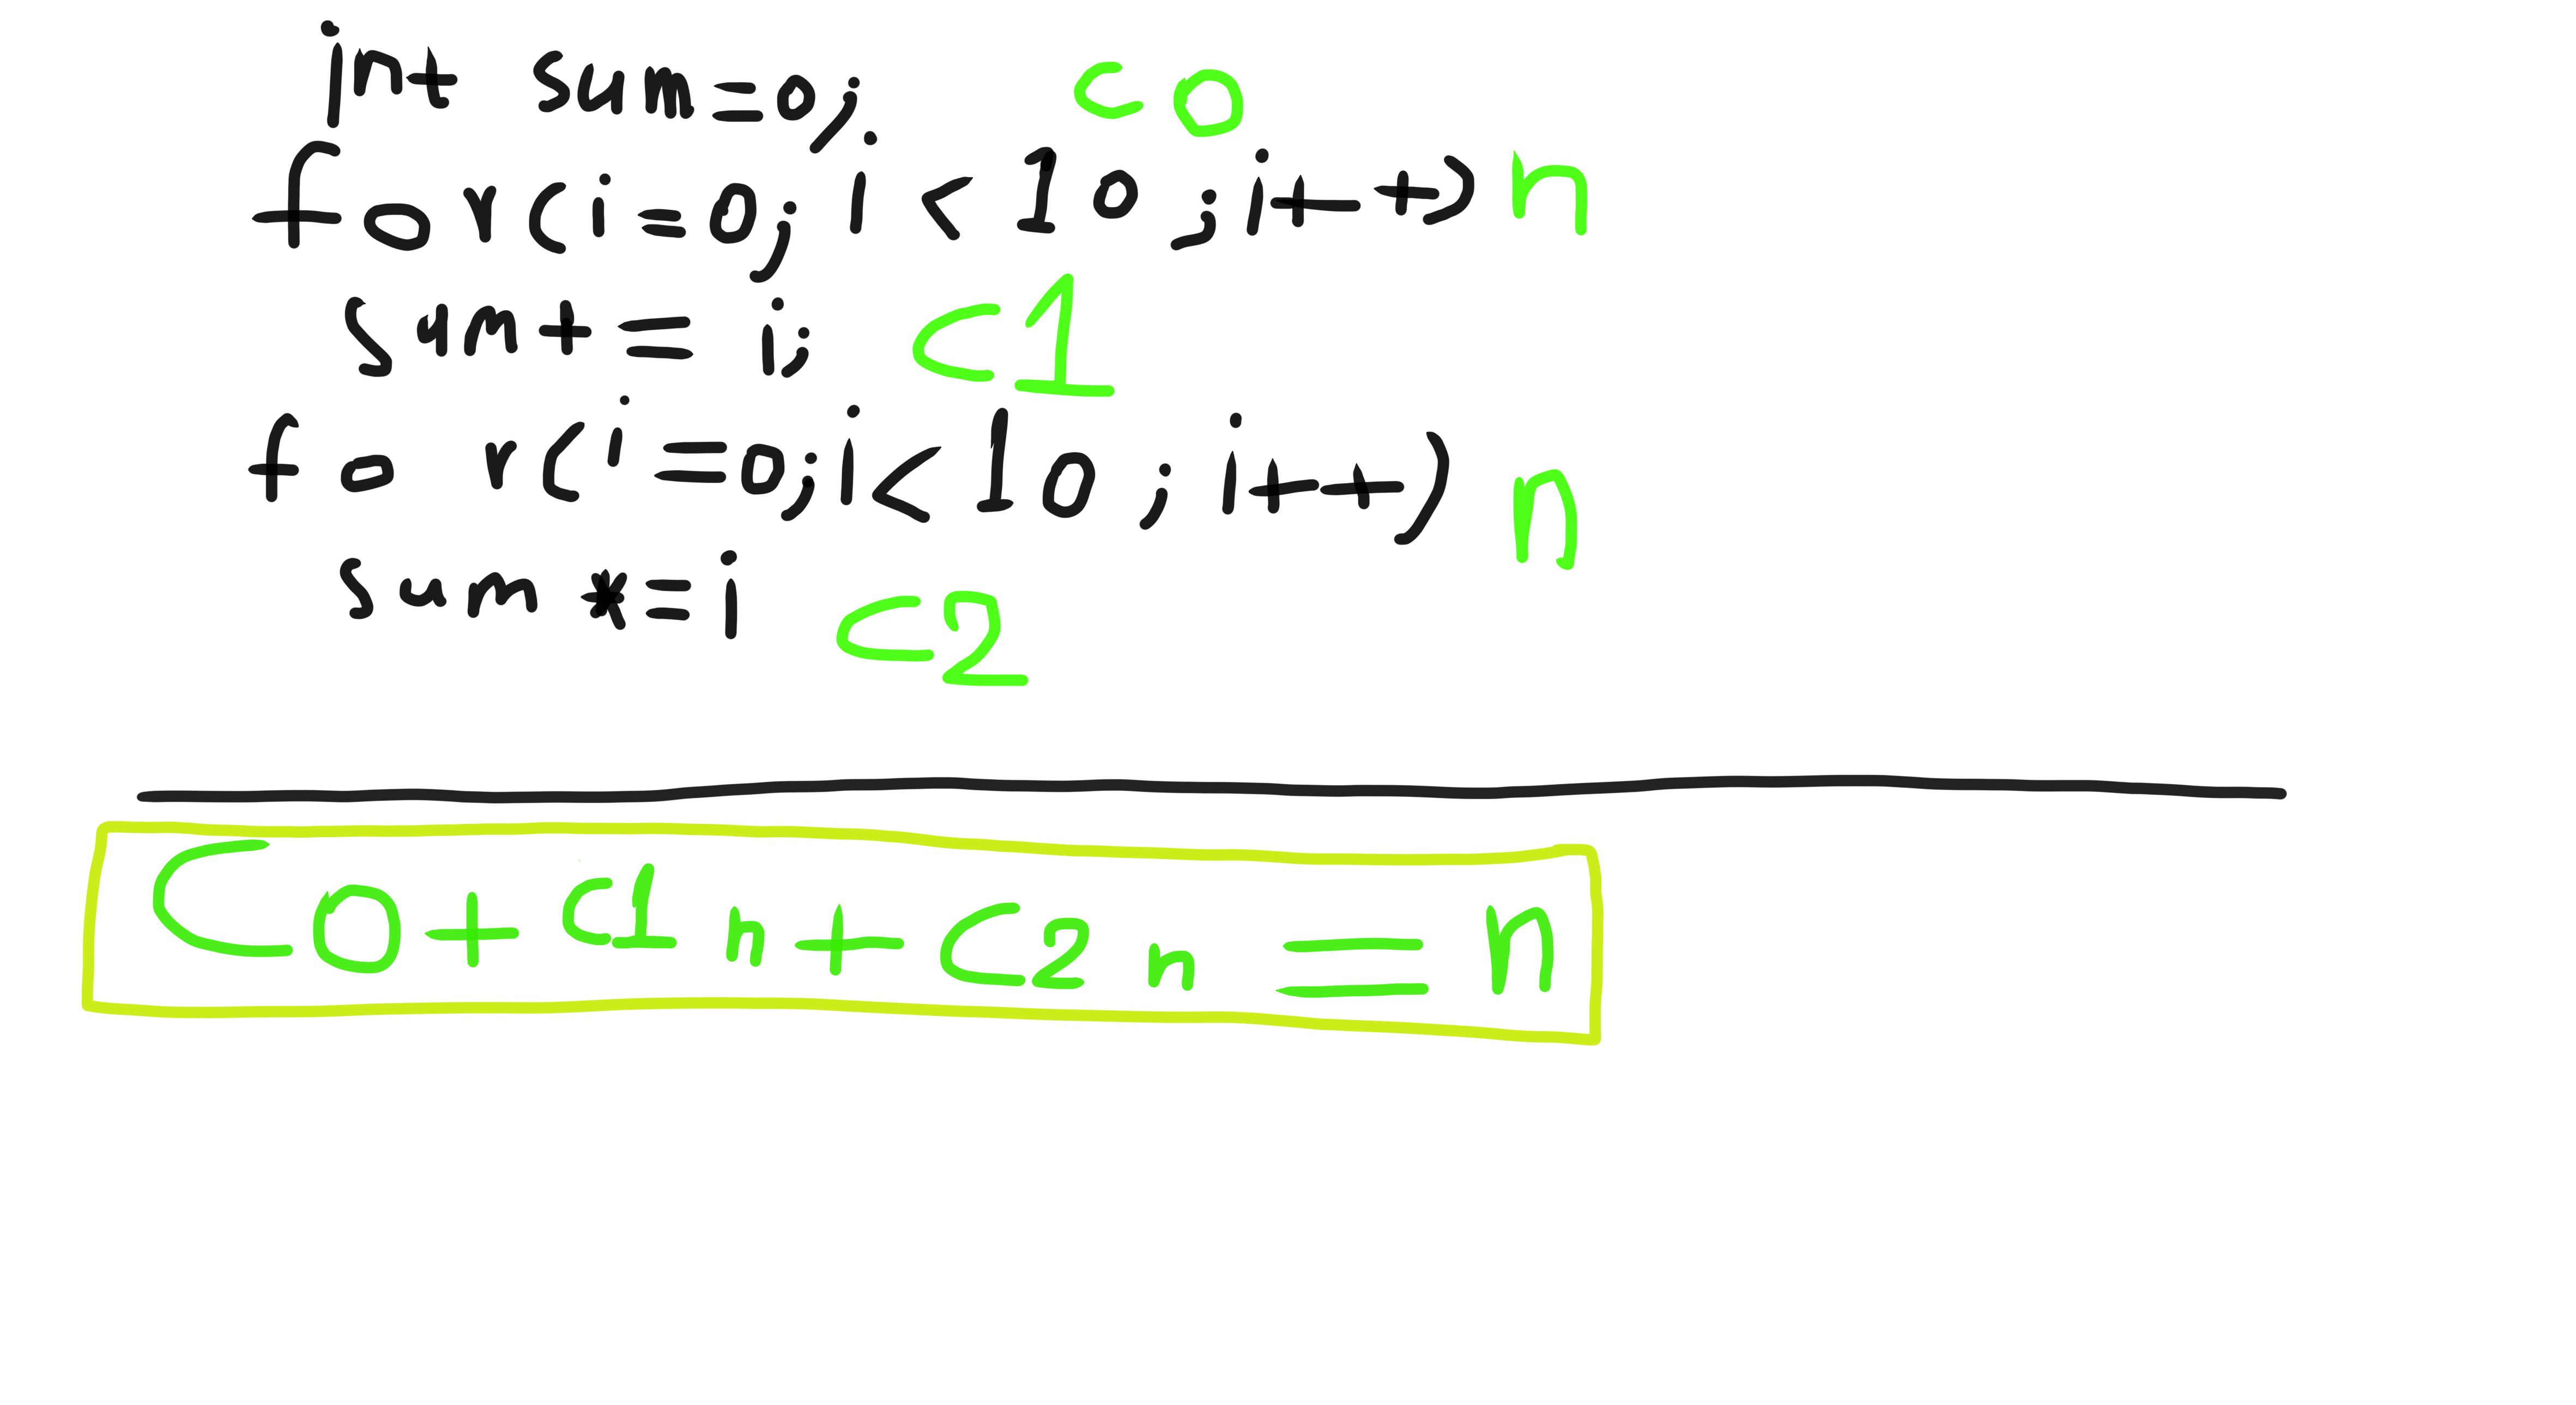 int sum=0; c0
for(i=0; i<10; i++) n
sum+= i; c1
for(i=0; i<10; i++) n
sum *=i c2
C0+C1n+C2n=n